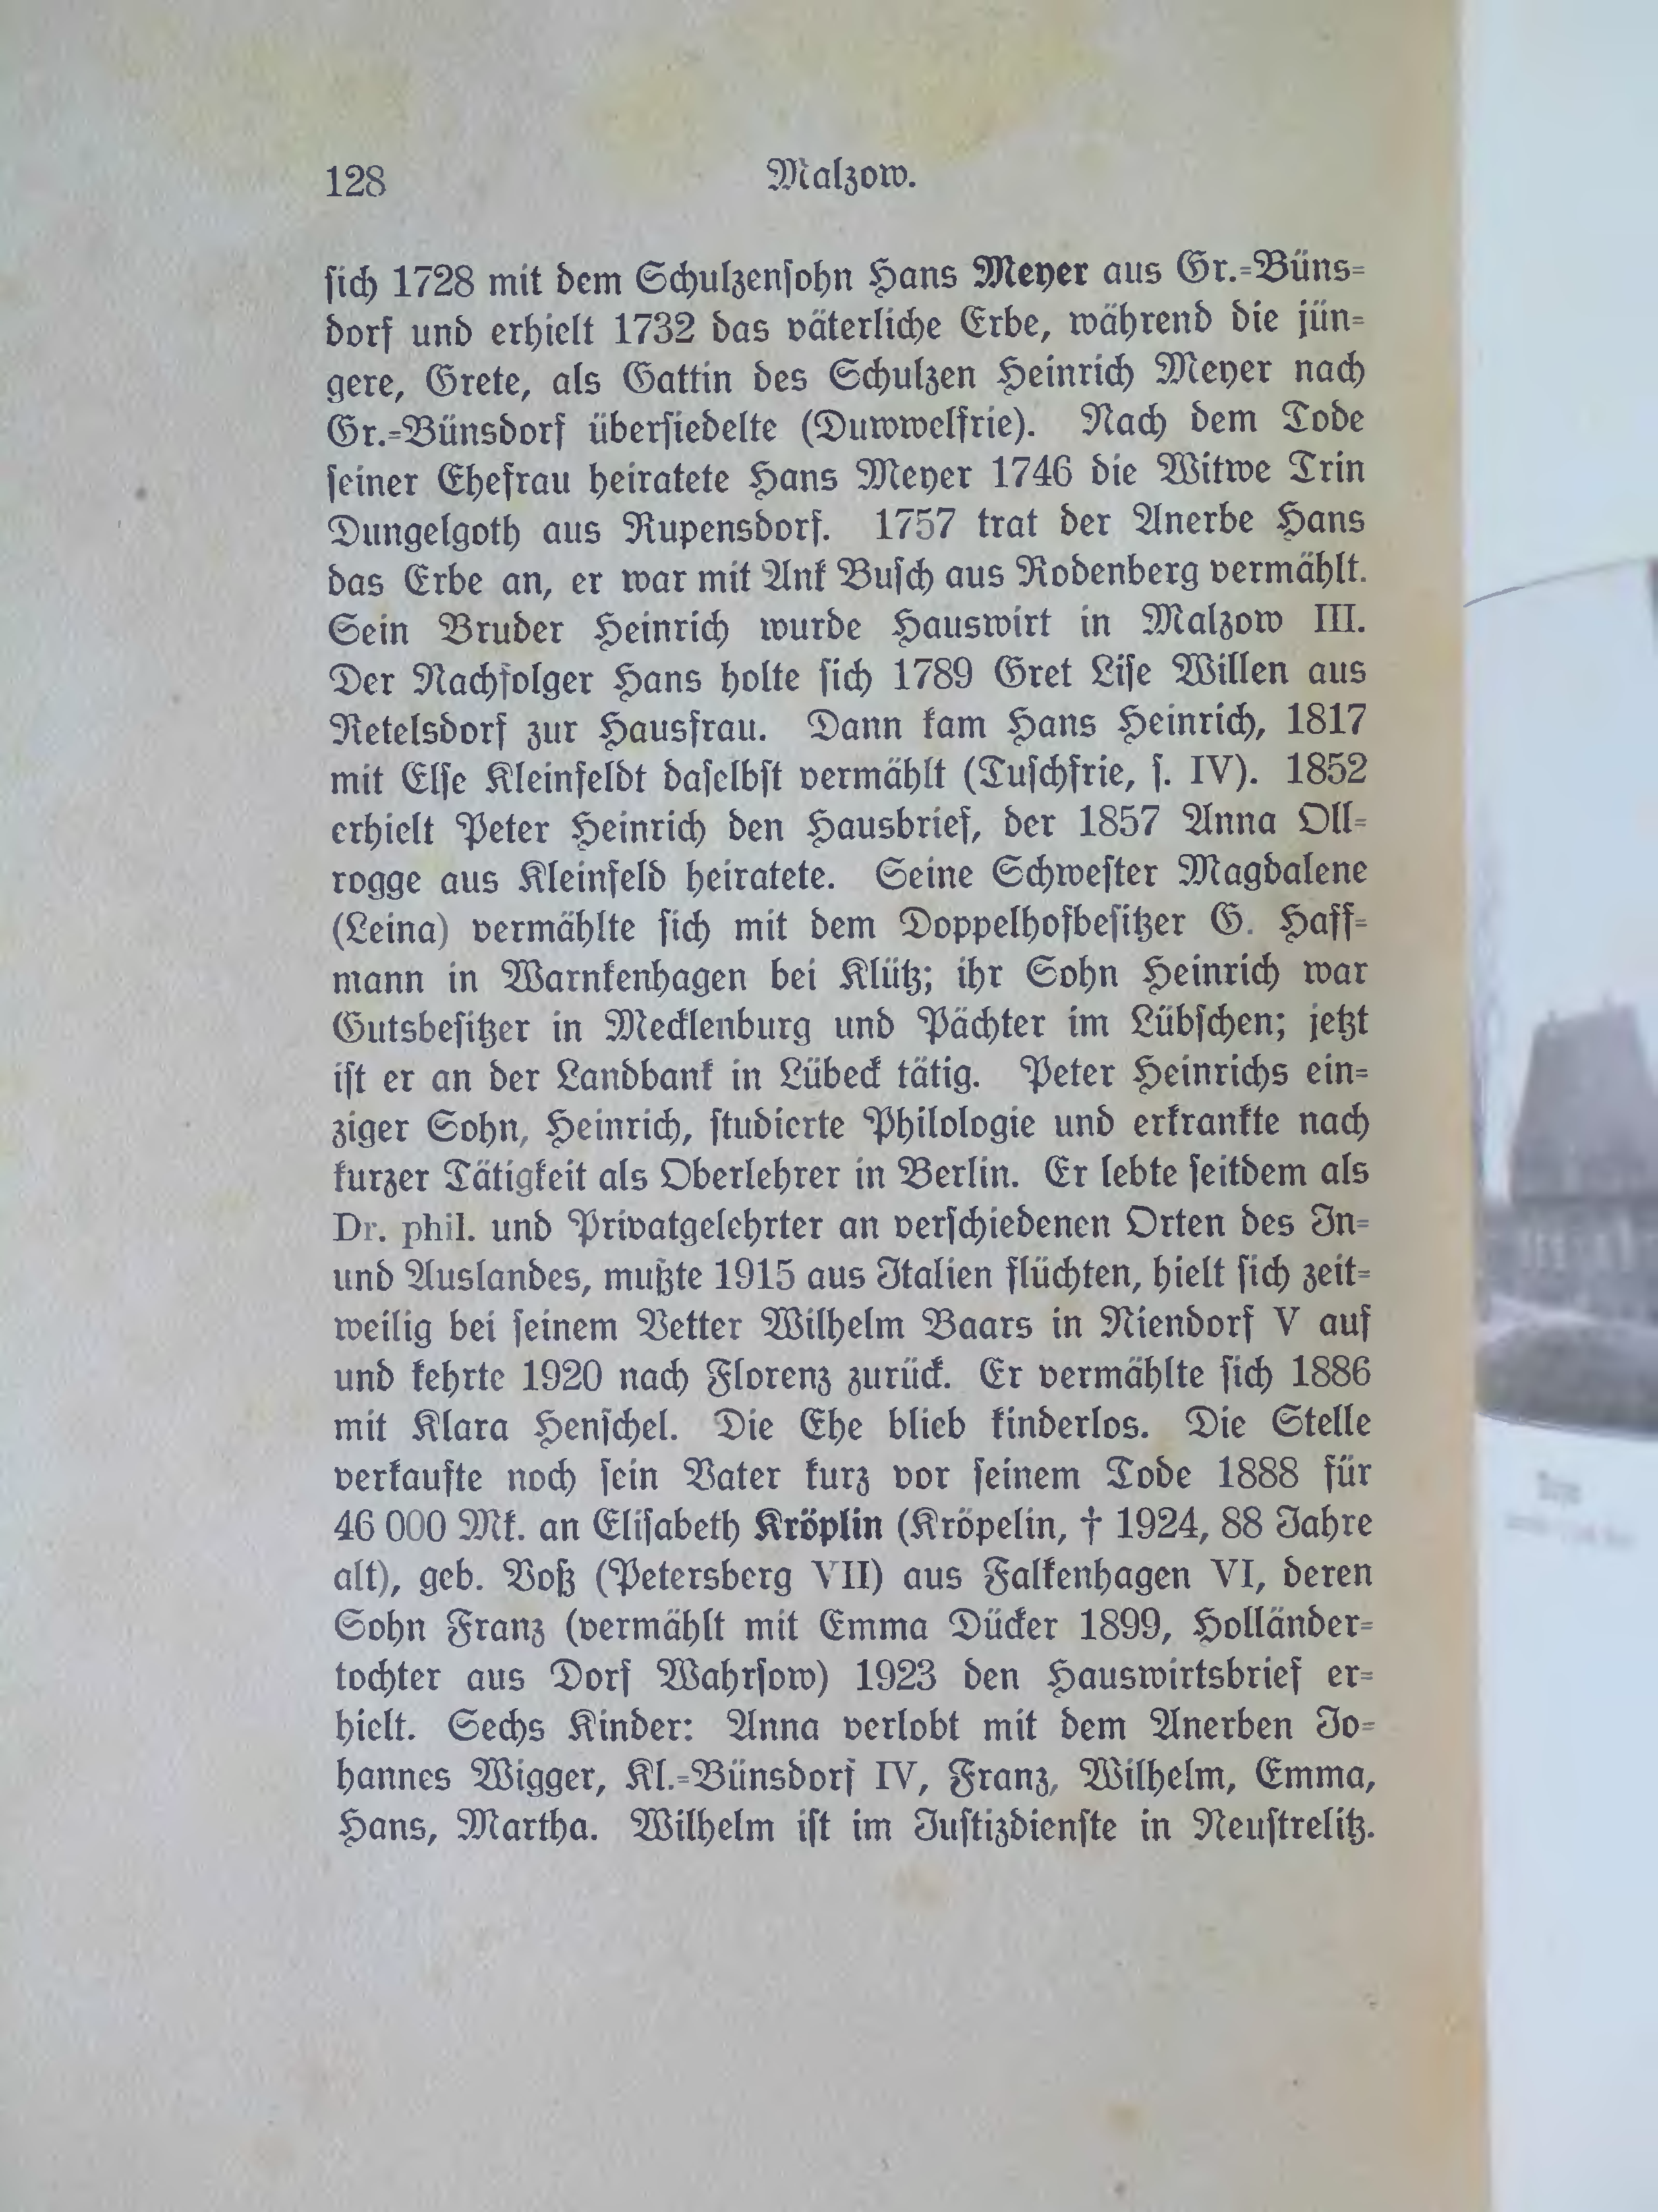 128
Malzow.
sich 1728 mit dem Schulzensohn Hans Meyer aus Gr.-Büns-
dorf und erhielt 1732 das väterliche Erbe, während die jün-
gere, Grete, als Gattin des Schulzen Heinrich Meyer nach
Gr.-Bünsdorf übersiedelte (Duwwelfrie). Nach dem Tode
seiner Ehefrau heiratete Hans Meyer 1746 die Witwe Trin
Dungelgoth aus Rupensdorf. 1757 trat der Anerbe Hans
das Erbe an, er war mit Ank Busch aus Rodenberg vermählt.
Sein Bruder Heinrich wurde Hauswirt in Malzow III.
Der Nachfolger Hans holte sich 1789 Gret Lise Willen aus
Retelsdorf zur Hausfrau. Dann kam Hans Heinrich, 1817
mit Else Kleinfeldt daselbst vermählt (Tuschfrie, s. IV). 1852
erhielt Peter Heinrich den Hausbrief, der 1857 Anna Oll-
rogge aus Kleinfeld heiratete. Seine Schwester Magdalene
(Leina) vermählte sich mit dem Doppelhofbesitzer G. Haff-
mann in Warnkenhagen bei Klütz; ihr Sohn Heinrich war
Gutsbesitzer in Mecklenburg und Pächter im Lübschen; jetzt
ist er an der Landbank in Lübeck tätig. Peter Heinrichs ein-
ziger Sohn, Heinrich, studierte Philologie und erkrankte nach
kurzer Tätigkeit als Oberlehrer in Berlin. Er lebte seitdem als
Dr. phil. und Privatgelehrter an verschiedenen Orten des In-
und Auslandes, mußte 1915 aus Italien flüchten, hielt sich zeit-
weilig bei seinem Vetter Wilhelm Baars in Niendorf V auf
und kehrte 1920 nach Florenz zurück. Er vermählte sich 1886
mit Klara Henschel. Die Ehe blieb kinderlos. Die Stelle
verkaufte noch sein Vater kurz vor seinem Tode 1888 für
46 000 Mk. an Elisabeth Kröplin (Kröpelin, † 1924, 88 Jahre
alt), geb. Voß (Petersberg VII) aus Falkenhagen VI, deren
Sohn Franz (vermählt mit Emma Dücker 1899, Holländer-
tochter aus Dorf Wahrsow) 1923 den Hauswirtsbrief er-
hielt. Sechs Kinder: Anna verlobt mit dem Anerben Jo-
hannes Wigger, Kl.-Bünsdorf IV, Franz, Wilhelm, Emma,
Hans, Martha. Wilhelm ist im Justizdienste in Neustrelitz.